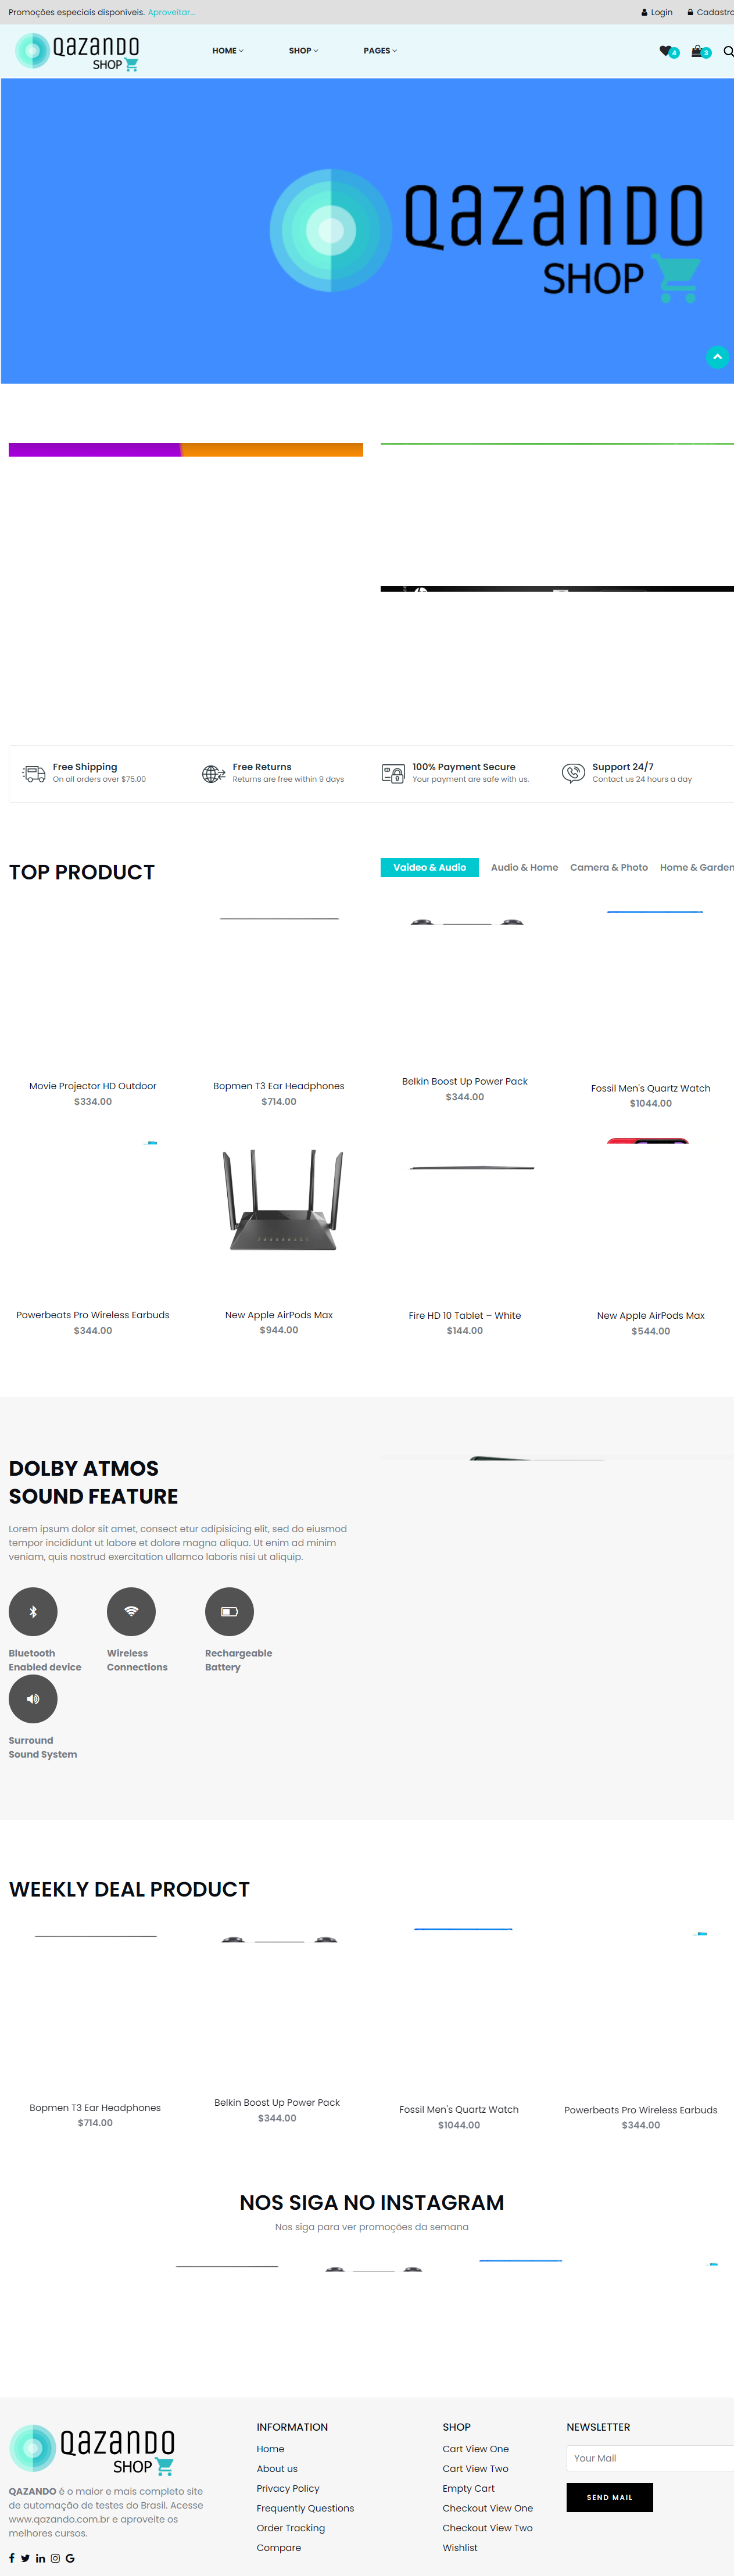 Promoções especiais disponíveis. Aproveitar...
Login
QAZANDO
SHOP
HOME
SHOP
PAGES
4
3
QAZANDO
SHOP
Free Shipping
On all orders over $75.00
Free Returns
Returns are free within 9 days
100% Payment Secure
Your payment are safe with us.
Support 24/7
Contact us 24 hours a day
TOP PRODUCT
Vaideo & Audio
Audio & Home
Camera & Photo
Home & Garden
Movie Projector HD Outdoor
$334.00
Bopmen T3 Ear Headphones
$714.00
Belkin Boost Up Power Pack
$344.00
Fossil Men's Quartz Watch
$1044.00
Powerbeats Pro Wireless Earbuds
$344.00
New Apple AirPods Max
$944.00
Fire HD 10 Tablet – White
$144.00
New Apple AirPods Max
$544.00
DOLBY ATMOS
SOUND FEATURE
Lorem ipsum dolor sit amet, consect etur adipisicing elit, sed do eiusmod
tempor incididunt ut labore et dolore magna aliqua. Ut enim ad minim
veniam, quis nostrud exercitation ullamco laboris nisi ut aliquip.
Bluetooth
Enabled device
Wireless
Connections
Rechargeable
Battery
Surround
Sound System
WEEKLY DEAL PRODUCT
Bopmen T3 Ear Headphones
$714.00
Belkin Boost Up Power Pack
$344.00
Fossil Men's Quartz Watch
$1044.00
Powerbeats Pro Wireless Earbuds
$344.00
NOS SIGA NO INSTAGRAM
Nos siga para ver promoções da semana
QAZANDO
SHOP
QAZANDO é o maior e mais completo site
de automação de testes do Brasil. Acesse
www.qazando.com.br e aproveite os
melhores cursos.
INFORMATION
Home
About us
Privacy Policy
Frequently Questions
Order Tracking
Compare
SHOP
Cart View One
Cart View Two
Empty Cart
Checkout View One
Checkout View Two
Wishlist
NEWSLETTER
Your Mail
SEND MAIL